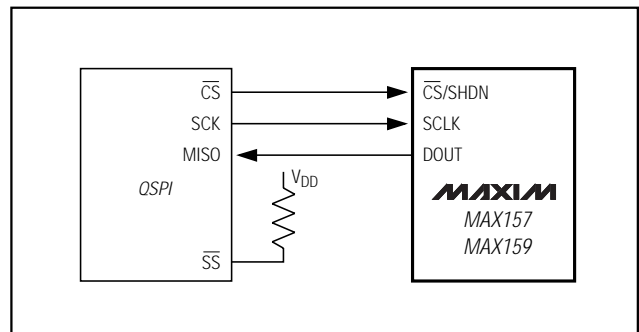 CS
CS/SHDN
SCK
SCLK
MISO
DOUT
VDD
QSPI
MAXIM
MAX157
MAX159
SS